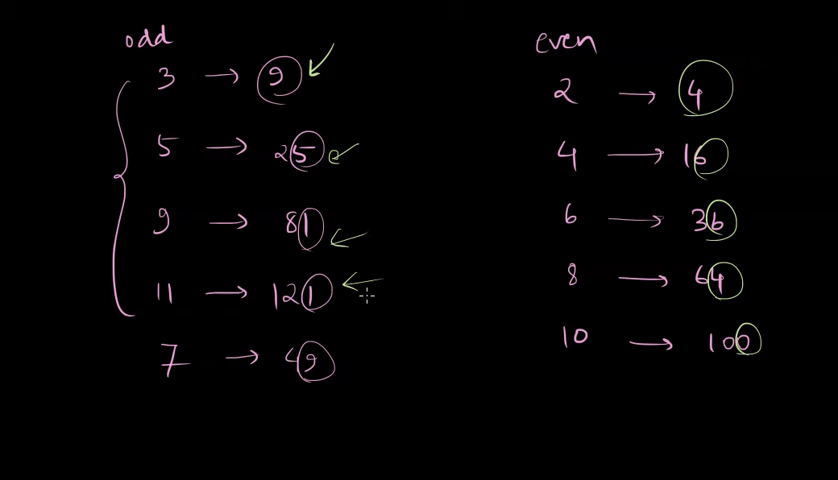 odd
3 → 9
5 → 25
9 → 81
11 → 121
7 → 49
even
2 → 4
4 → 16
6 → 36
8 → 64
10 → 100